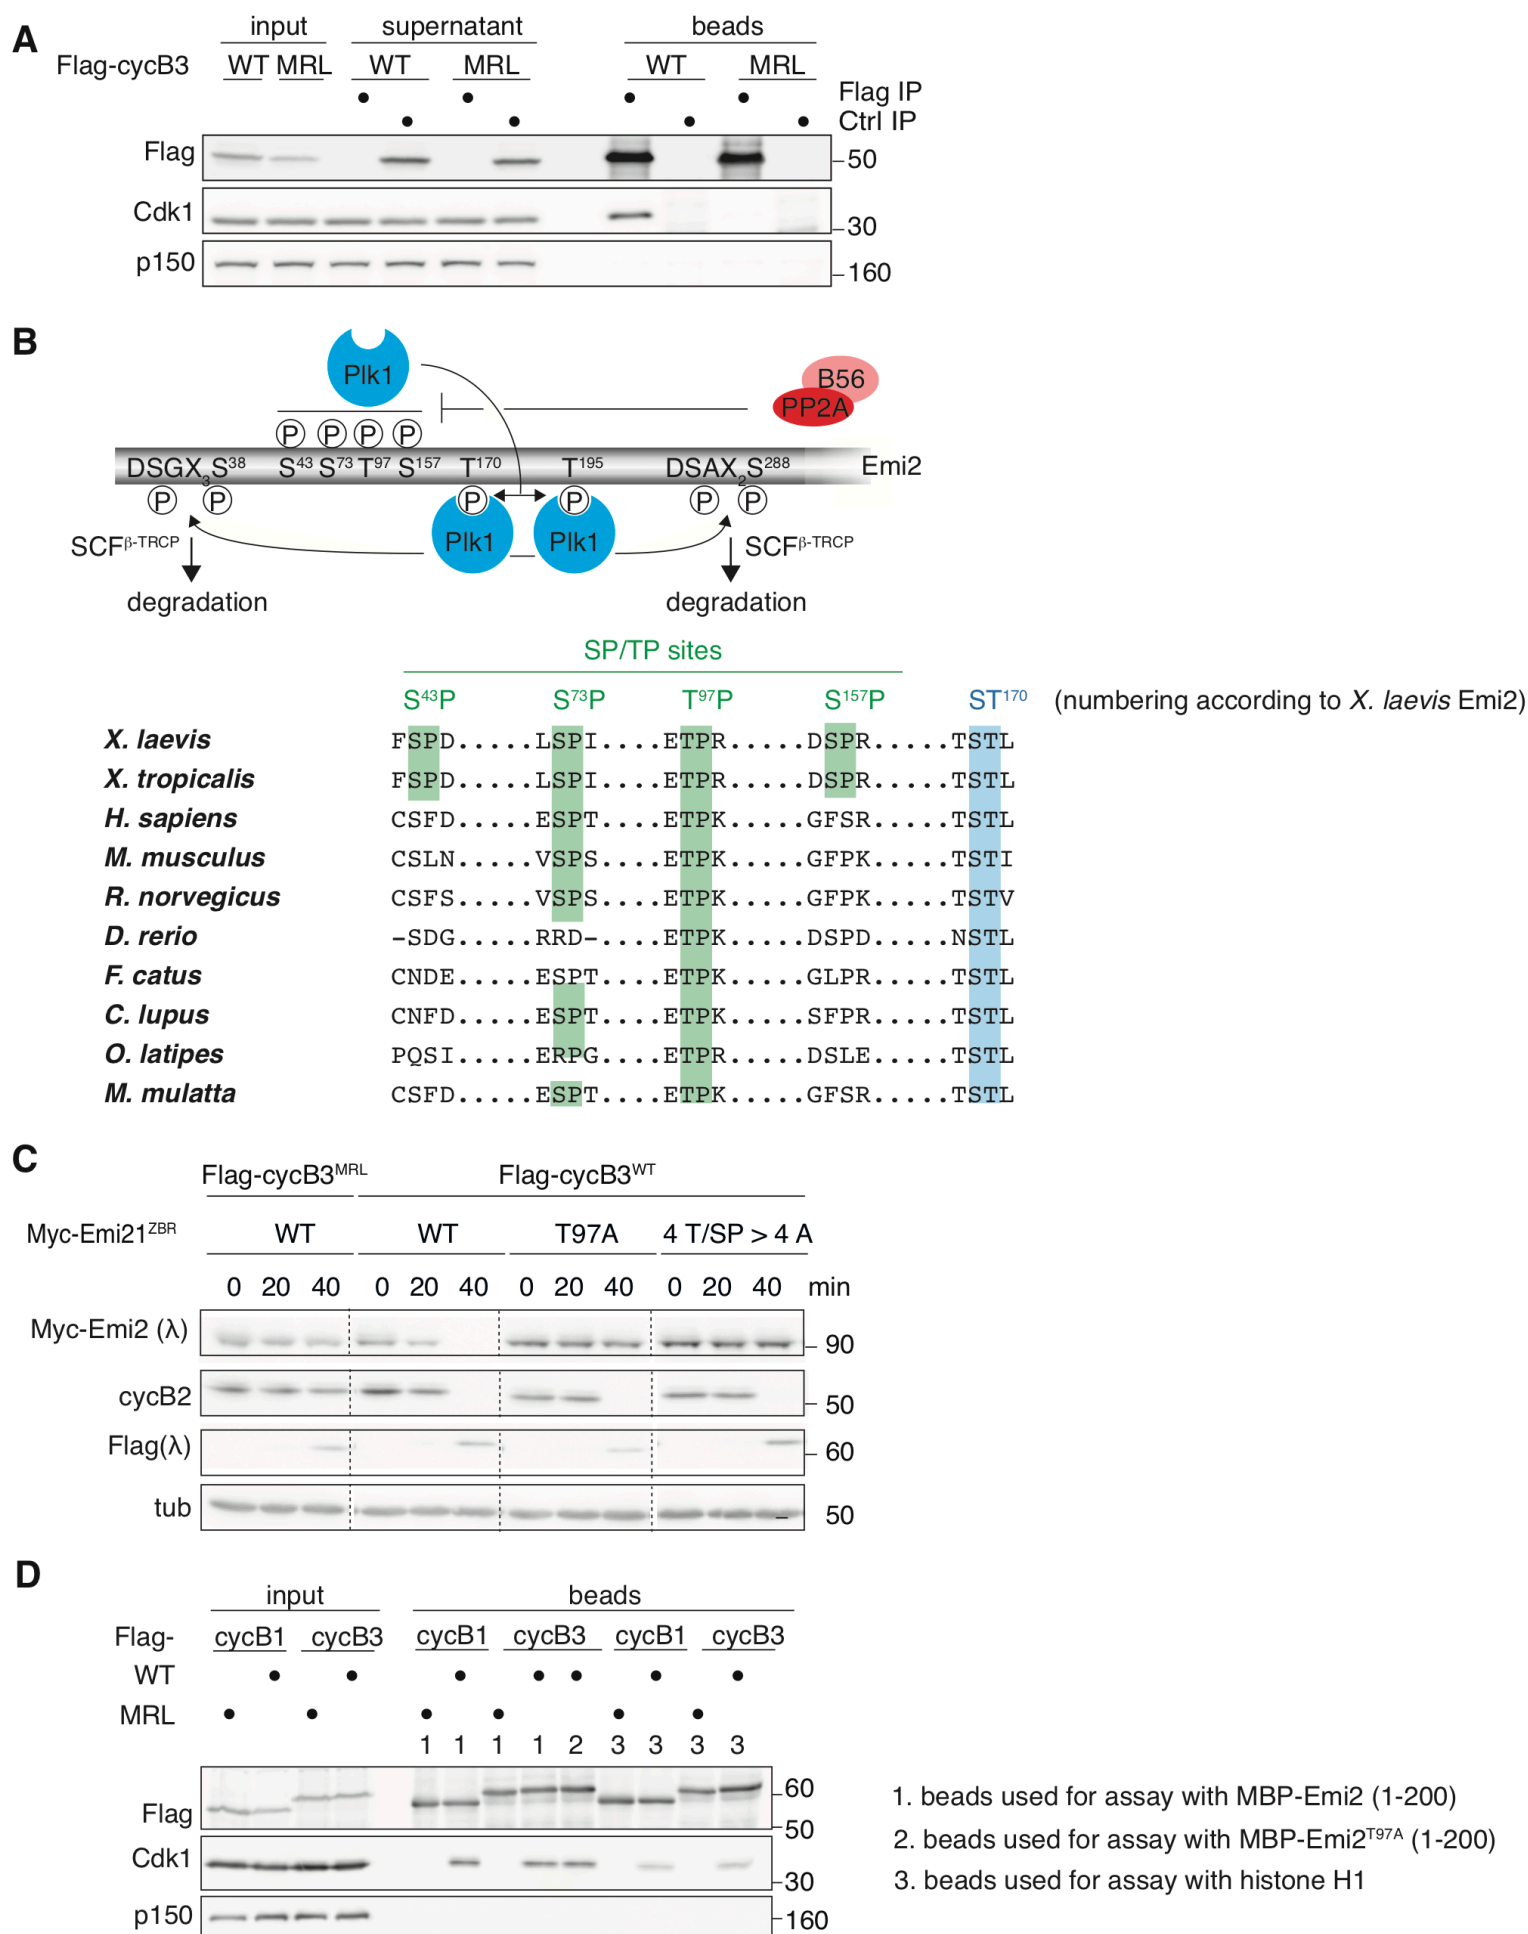 A
input supernatant beads
Flag-cycB3 WT MRL WT MRL WT MRL
Flag IP
Ctrl IP
Flag 50
Cdk1 30
p150 160
B
Plk1
B56
PP2A
P P P P
DSGX3S38 S43 S73 T97 S157 T170 T195 DSAX2S288 Emi2
P P P P P P
Plk1 Plk1
SCFβ-TRCP SCFβ-TRCP
degradation degradation
SP/TP sites
S43P S73P T97P S157P ST170 (numbering according to X. laevis Emi2)
X. laevis FSPD.....LSPI....ETPR.....DSPR.....TSTL
X. tropicalis FSPD.....LSPI....ETPR.....DSPR.....TSTL
H. sapiens CSFD.....ESPT....ETPK.....GFSR.....TSTL
M. musculus CSLN.....VSPS....ETPK.....GFPK.....TSTI
R. norvegicus CSFS.....VSPS....ETPK.....GFPK.....TSTV
D. rerio –SDG.....RRD–....ETPK.....DSPD.....NSTL
F. catus CNDE.....ESPT....ETPK.....GLPR.....TSTL
C. lupus CNFD.....ESPT....ETPK.....SFPR.....TSTL
O. latipes PQSI.....ERPG....ETPR.....DSLE.....TSTL
M. mulatta CSFD.....ESPT....ETPK.....GFSR.....TSTL
C
Flag-cycB3MRL Flag-cycB3WT
Myc-Emi21ZBR WT WT T97A 4 T/SP > 4 A
0 20 40 0 20 40 0 20 40 0 20 40 min
Myc-Emi2 (λ) 90
cycB2 50
Flag(λ) 60
tub 50
D
input beads
Flag- cycB1 cycB3 cycB1 cycB3 cycB1 cycB3
WT
MRL
1 1 1 1 2 3 3 3 3
60
Flag
50
Cdk1
30
p150 160
1. beads used for assay with MBP-Emi2 (1-200)
2. beads used for assay with MBP-Emi2T97A (1-200)
3. beads used for assay with histone H1